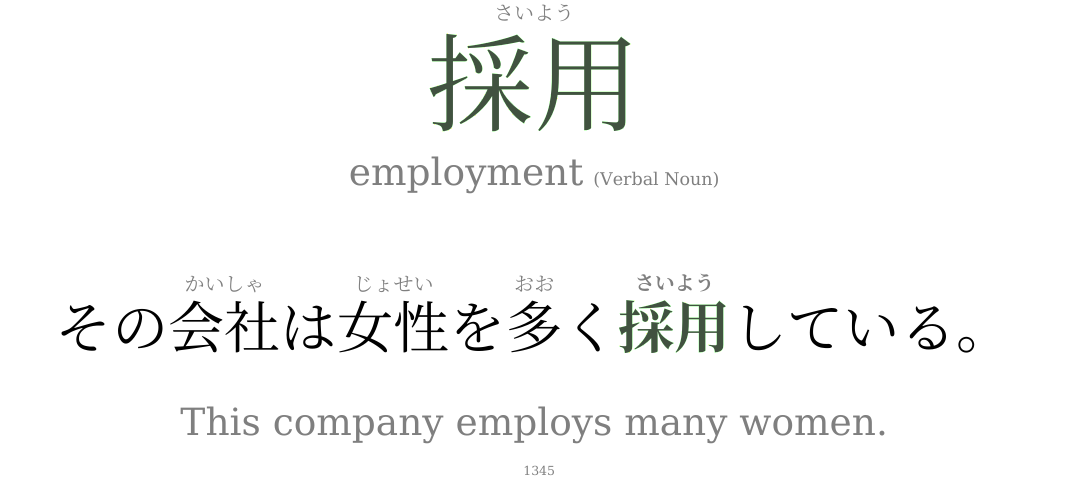 さいよう
採用
employment (Verbal Noun)
かいしゃ じょせい おお さいよう
その会社は女性を多く採用している。
This company employs many women.
1345